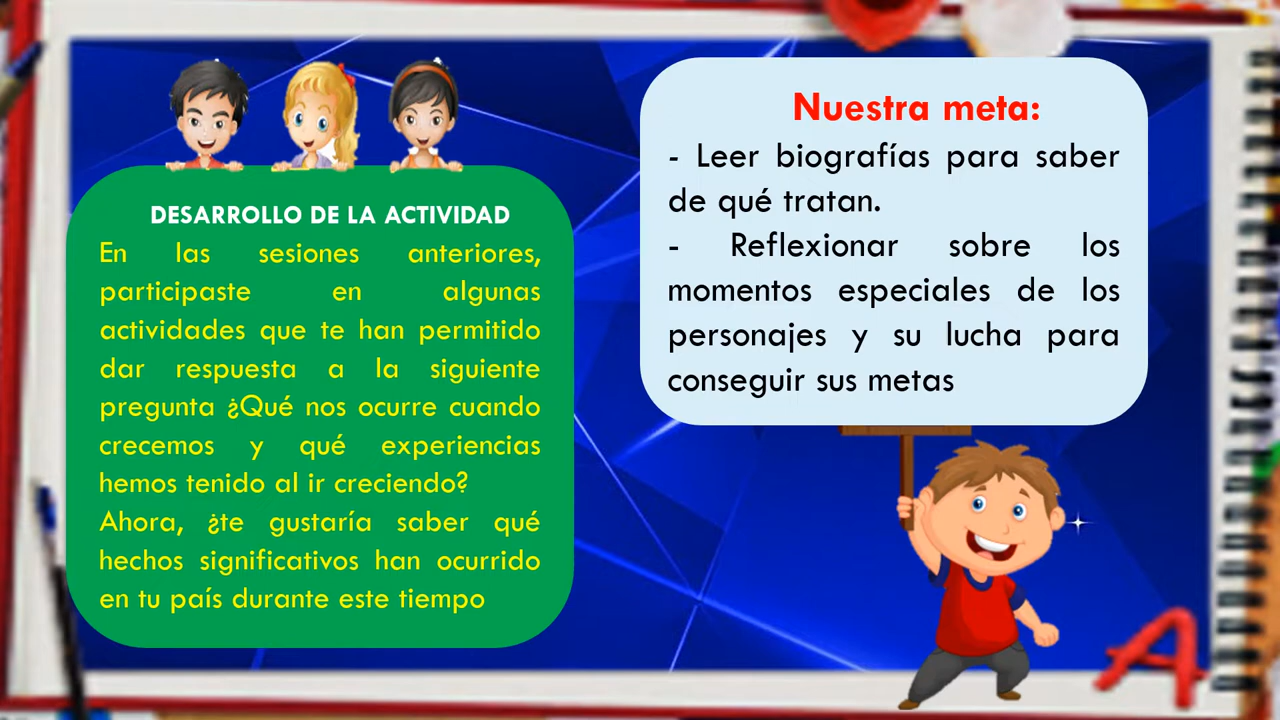 DESARROLLO DE LA ACTIVIDAD
En las sesiones anteriores,
participaste en algunas
actividades que te han permitido
dar respuesta a la siguiente
pregunta ¿Qué nos ocurre cuando
crecemos y qué experiencias
hemos tenido al ir creciendo?
Ahora, ¿te gustaría saber qué
hechos significativos han ocurrido
en tu país durante este tiempo
Nuestra meta:
- Leer biografías para saber
de qué tratan.
- Reflexionar sobre los
momentos especiales de los
personajes y su lucha para
conseguir sus metas
A